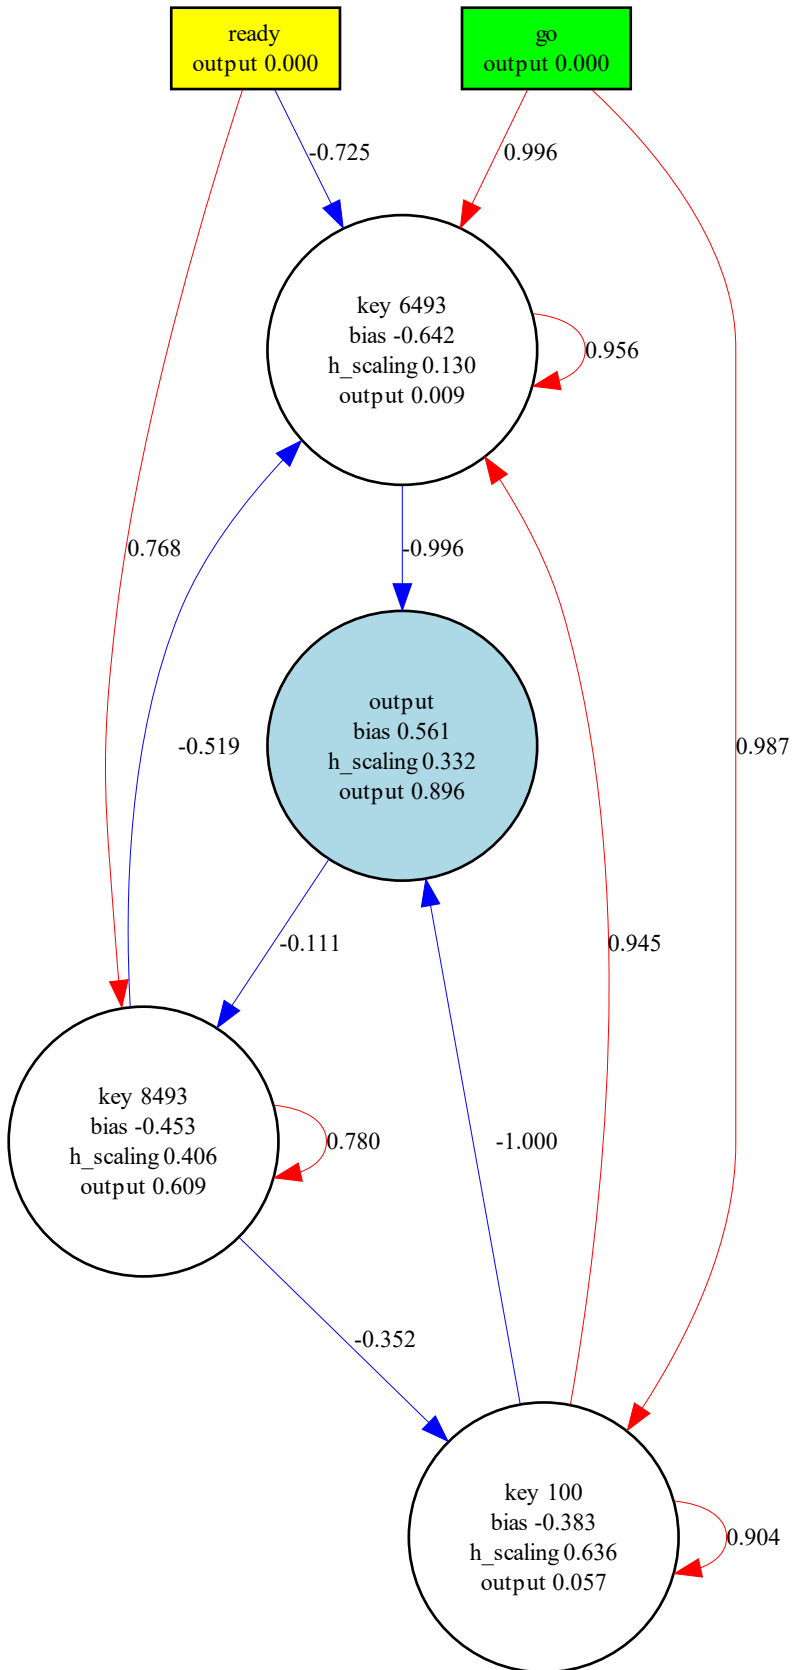 ready
output 0.000
go
output 0.000
-0.725
0.996
key 6493
bias -0.642
h_scaling 0.130
output 0.009
0.956
0.768
-0.996
output
bias 0.561
h_scaling 0.332
output 0.896
-0.519
0.987
-0.111
0.945
key 8493
bias -0.453
h_scaling 0.406
output 0.609
0.780
-1.000
-0.352
key 100
bias -0.383
h_scaling 0.636
output 0.057
0.904